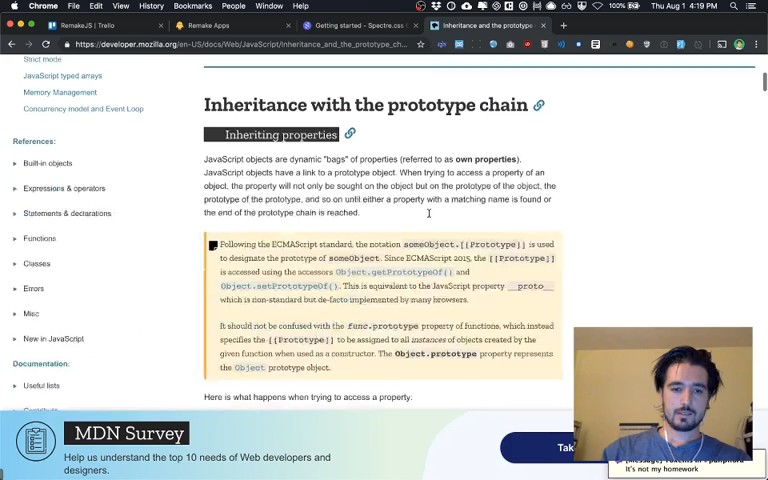 Chrome File Edit View History Bookmarks People Window Help 100% Thu Aug 1 4:19 PM
RemakeJS | Trello
Remake Apps
Getting started - Spectre.css
Inheritance and the prototype
https://developer.mozilla.org/en-US/docs/Web/JavaScript/Inheritance_and_the_prototype_ch...
Strict mode
JavaScript typed arrays
Memory Management
Concurrency model and Event Loop
References:
Built-in objects
Expressions & operators
Statements & declarations
Functions
Classes
Errors
Misc
New in JavaScript
Documentation:
Useful lists
Contribute
Inheritance with the prototype chain
Inheriting properties
JavaScript objects are dynamic "bags" of properties (referred to as own properties).
JavaScript objects have a link to a prototype object. When trying to access a property of an
object, the property will not only be sought on the object but on the prototype of the object, the
prototype of the prototype, and so on until either a property with a matching name is found or
the end of the prototype chain is reached.
Following the ECMAScript standard, the notation someObject.[[Prototype]] is used
to designate the prototype of someObject. Since ECMAScript 2015, the [[Prototype]]
is accessed using the accessors Object.getPrototypeOf() and
Object.setPrototypeOf(). This is equivalent to the JavaScript property __proto__
which is non-standard but de-facto implemented by many browsers.
It should not be confused with the func.prototype property of functions, which instead
specifies the [[Prototype]] to be assigned to all instances of objects created by the
given function when used as a constructor. The Object.prototype property represents
the Object prototype object.
Here is what happens when trying to access a property:
MDN Survey
Help us understand the top 10 needs of Web developers and
designers.
Tak
It's not my homework